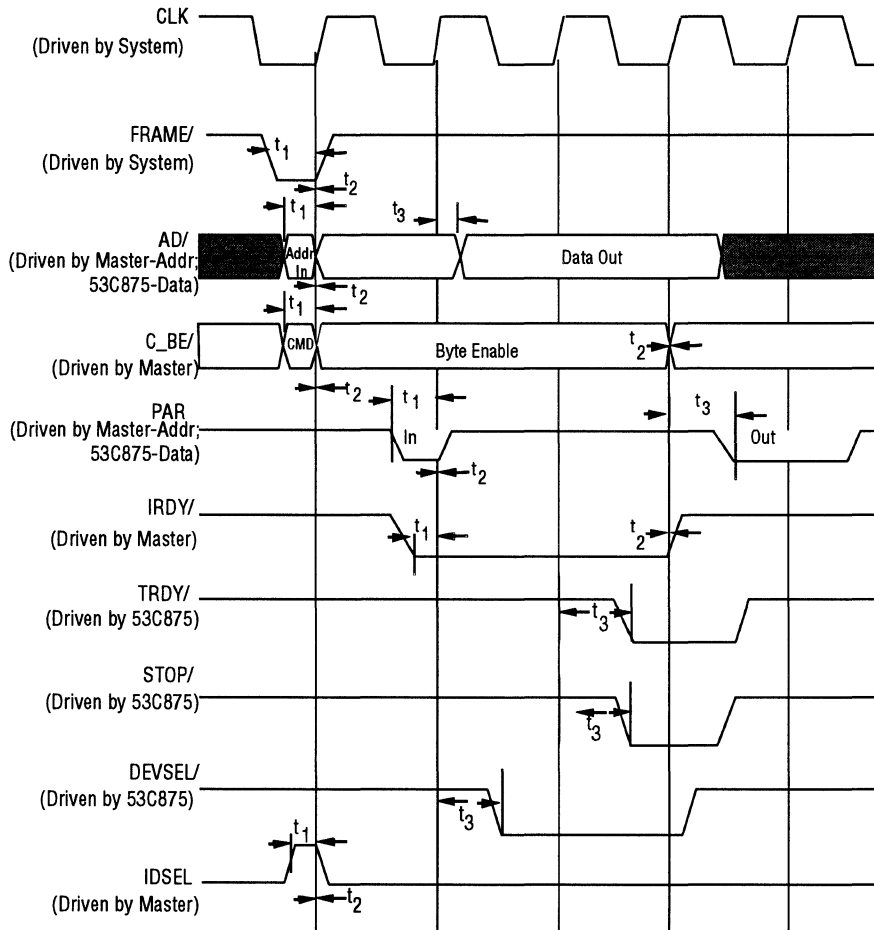 CLK
(Driven by System)
FRAME/
(Driven by System)
t1
t2
t1
t3
AD/
(Driven by Master-Addr;
53C875-Data)
Addr
In
Data Out
t2
t1
C_BE/
(Driven by Master)
CMD
Byte Enable
t2
t2
t1
t3
PAR
(Driven by Master-Addr;
53C875-Data)
In
Out
t2
IRDY/
(Driven by Master)
t1
t2
TRDY/
(Driven by 53C875)
t3
STOP/
(Driven by 53C875)
t3
DEVSEL/
(Driven by 53C875)
t3
t1
IDSEL
(Driven by Master)
t2